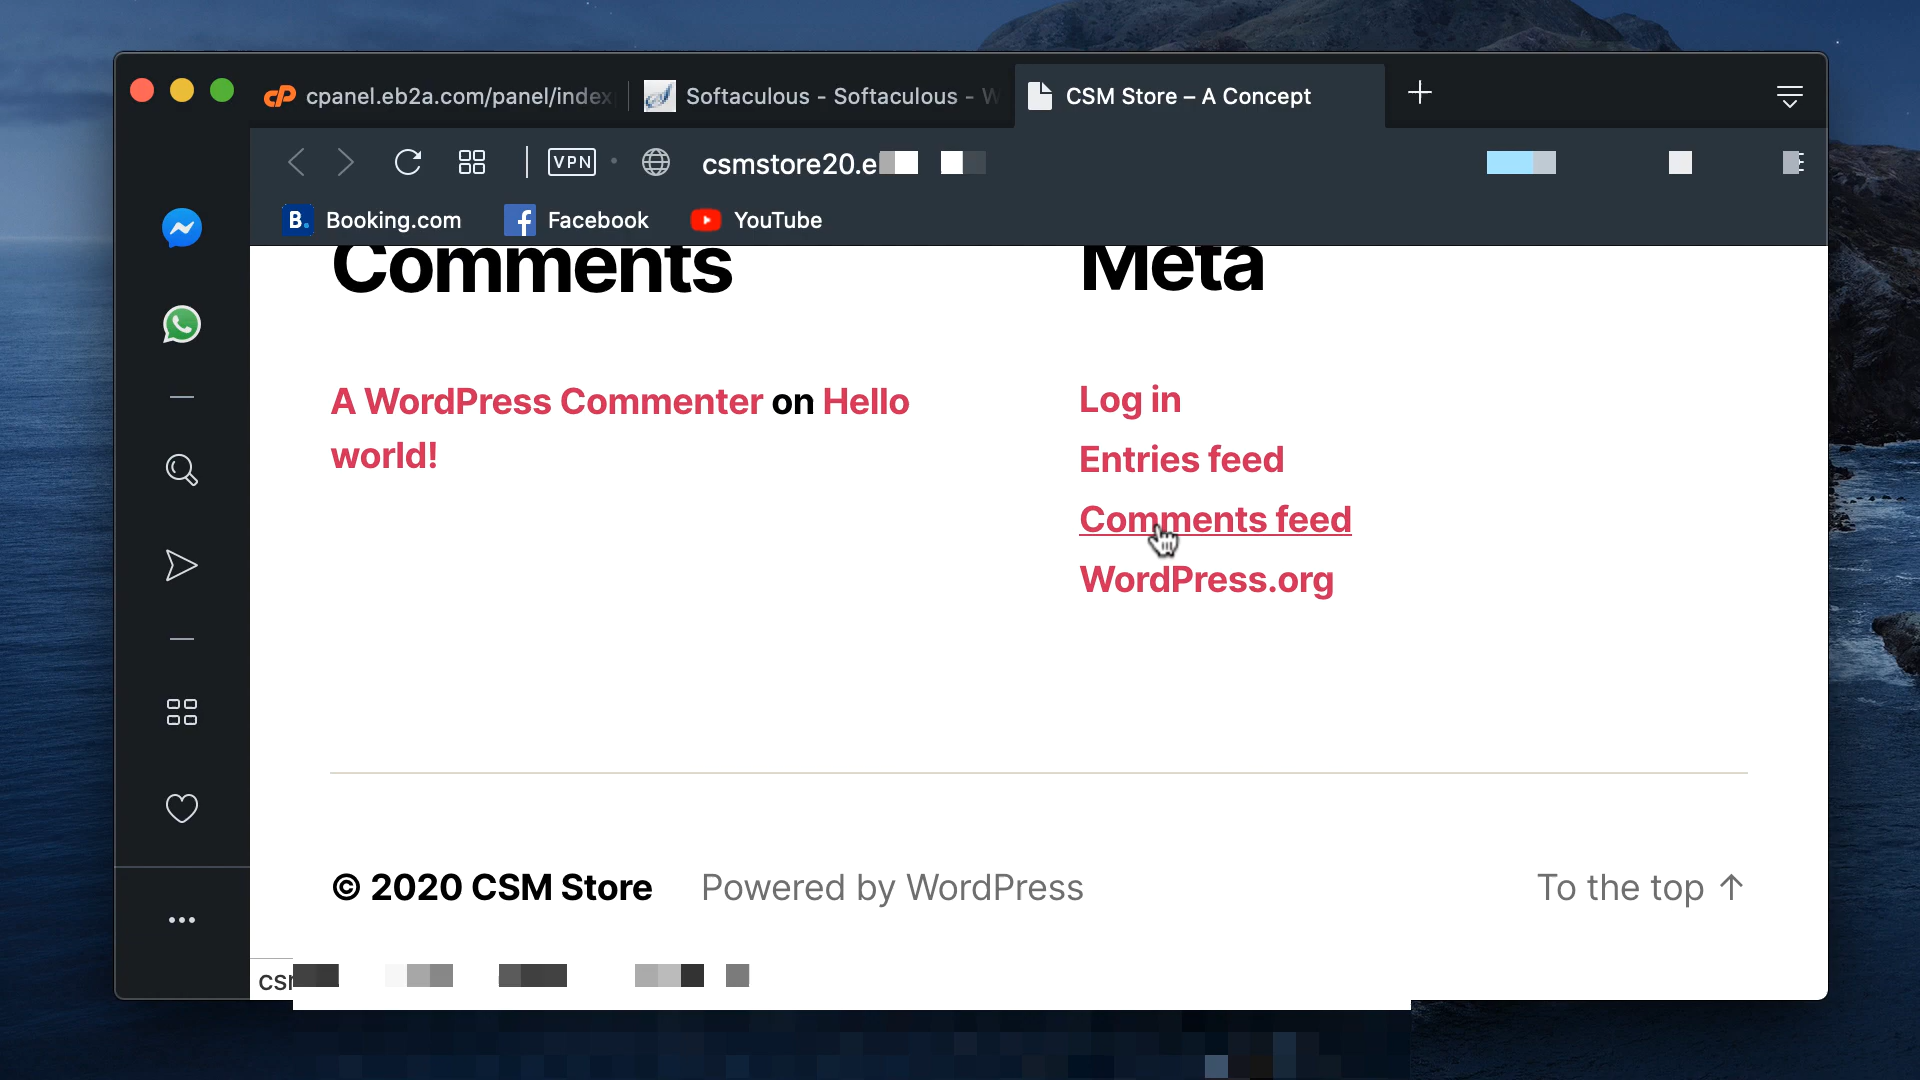 cpanel.eb2a.com/panel/index
Softaculous - Softaculous - W
CSM Store – A Concept
VPN
csmstore20.e
B. Booking.com
Facebook
YouTube
Comments
Meta
A WordPress Commenter on Hello
world!
Log in
Entries feed
Comments feed
WordPress.org
© 2020 CSM Store
Powered by WordPress
To the top ↑